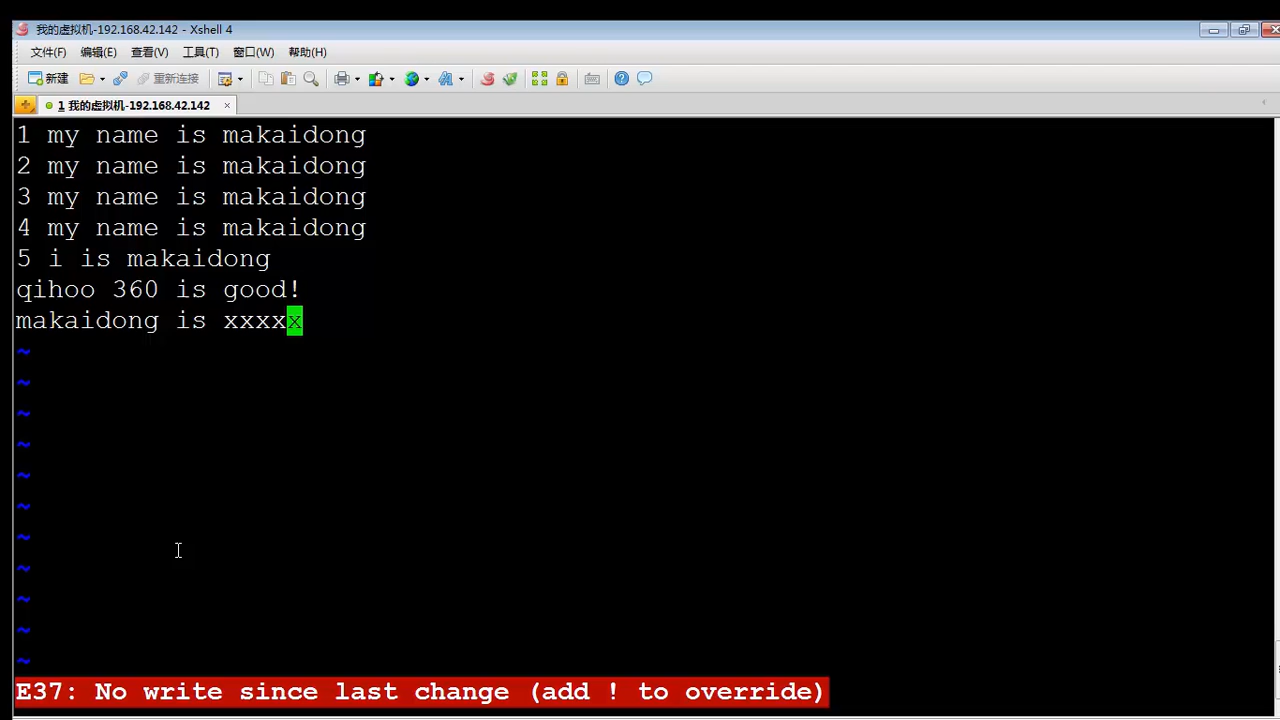 我的虚拟机-192.168.42.142 - Xshell 4
文件(F) 编辑(E) 查看(V) 工具(T) 窗口(W) 帮助(H)
新建 重新连接
1 我的虚拟机-192.168.42.142 ×
1 my name is makaidong
2 my name is makaidong
3 my name is makaidong
4 my name is makaidong
5 i is makaidong
qihoo 360 is good!
makaidong is xxxxx
~
~
~
~
~
~
~
~
~
~
~
E37: No write since last change (add ! to override)